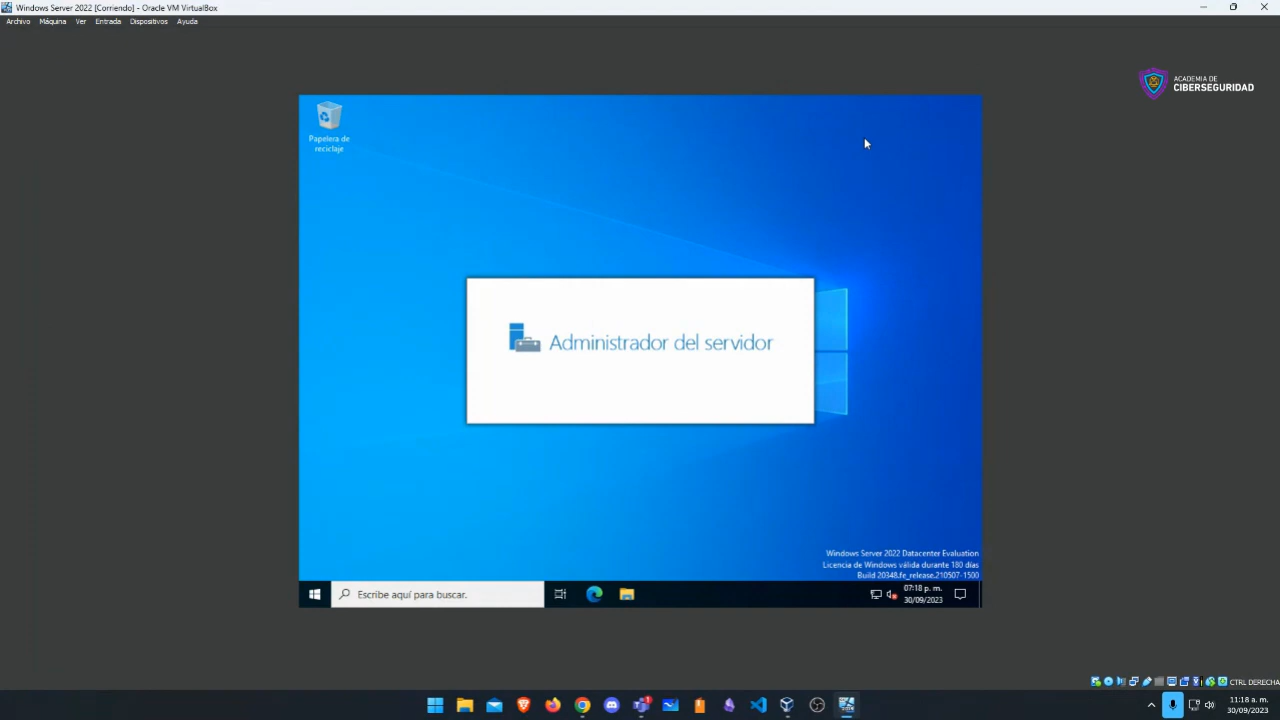 Windows Server 2022 [Corriendo] - Oracle VM VirtualBox
Archivo Máquina Ver Entrada Dispositivos Ayuda
ACADEMIA DE
CIBERSEGURIDAD
Papelera de
reciclaje
Administrador del servidor
Windows Server 2022 Datacenter Evaluation
Licencia de Windows válida durante 180 días
Build 20348.fe_release.210507-1500
Escribe aquí para buscar.
07:18 p. m.
30/09/2023
CTRL DERECHA
11:18 a. m.
30/09/2023